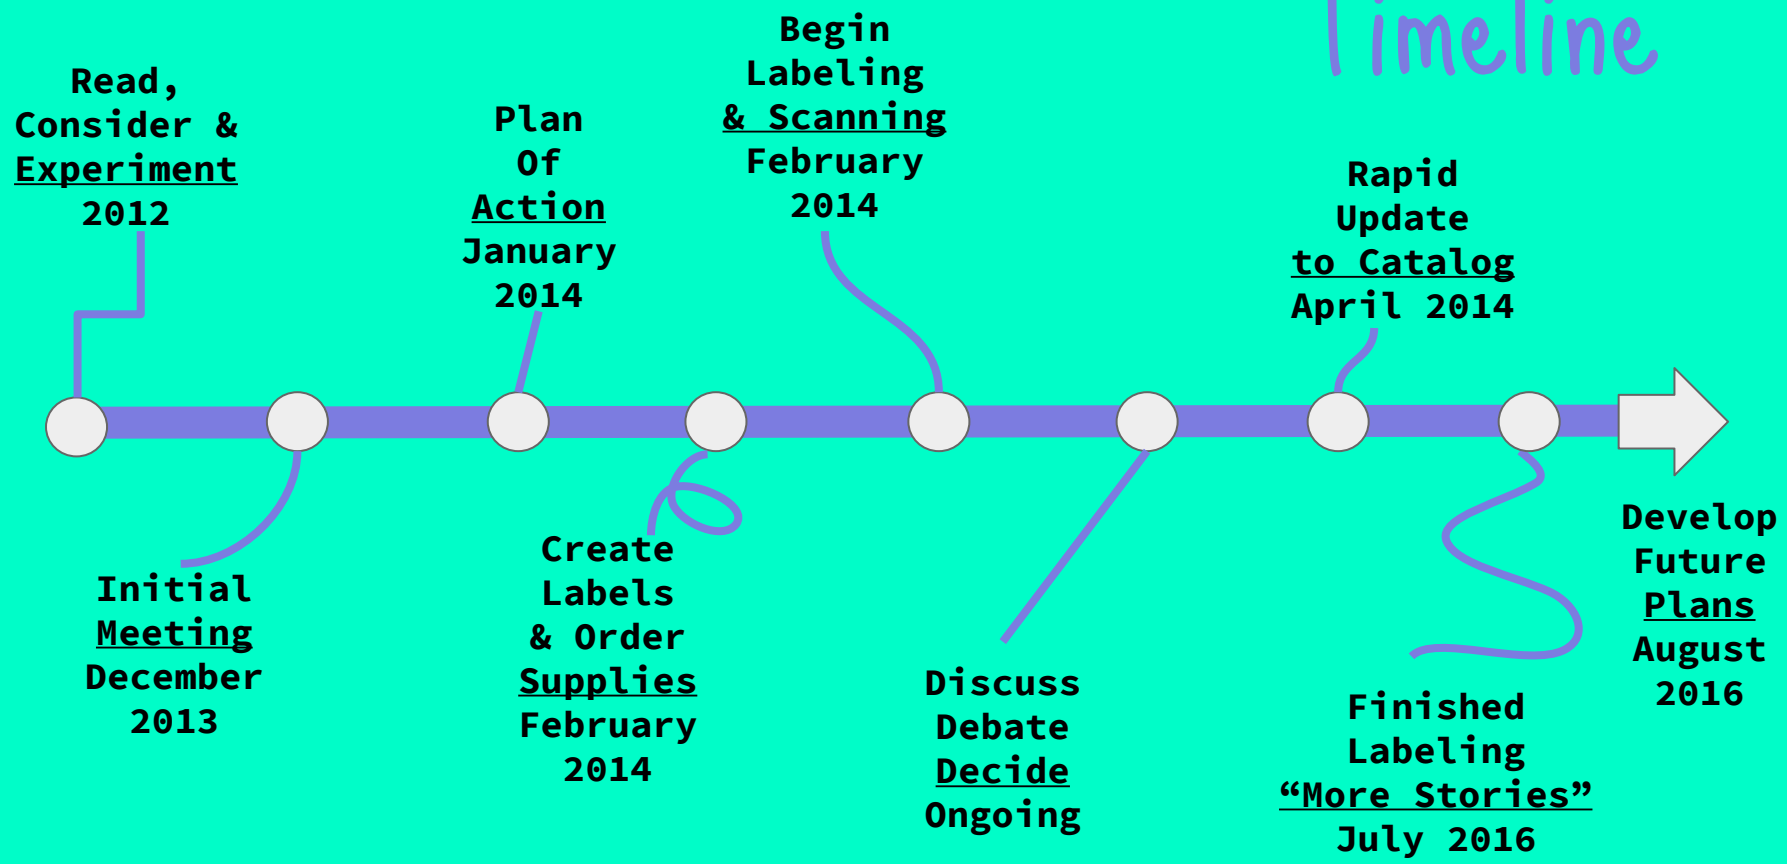 Timeline
Read,
Consider &
Experiment
2012
Initial
Meeting
December
2013
Plan
Of
Action
January
2014
Create
Labels
& Order
Supplies
February
2014
Begin
Labeling
& Scanning
February
2014
Discuss
Debate
Decide
Ongoing
Rapid
Update
to Catalog
April 2014
Finished
Labeling
“More Stories”
July 2016
Develop
Future
Plans
August
2016